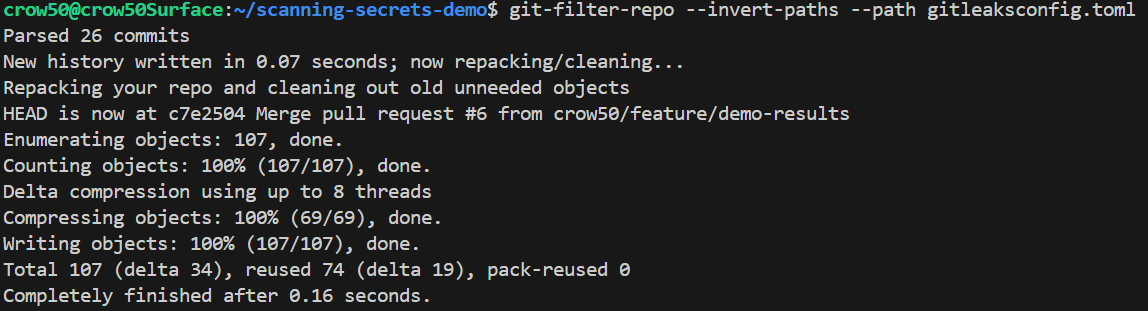 crow50@crow50Surface:~/scanning-secrets-demo$ git-filter-repo --invert-paths --path gitleaksconfig.toml
Parsed 26 commits
New history written in 0.07 seconds; now repacking/cleaning...
Repacking your repo and cleaning out old unneeded objects
HEAD is now at c7e2504 Merge pull request #6 from crow50/feature/demo-results
Enumerating objects: 107, done.
Counting objects: 100% (107/107), done.
Delta compression using up to 8 threads
Compressing objects: 100% (69/69), done.
Writing objects: 100% (107/107), done.
Total 107 (delta 34), reused 74 (delta 19), pack-reused 0
Completely finished after 0.16 seconds.